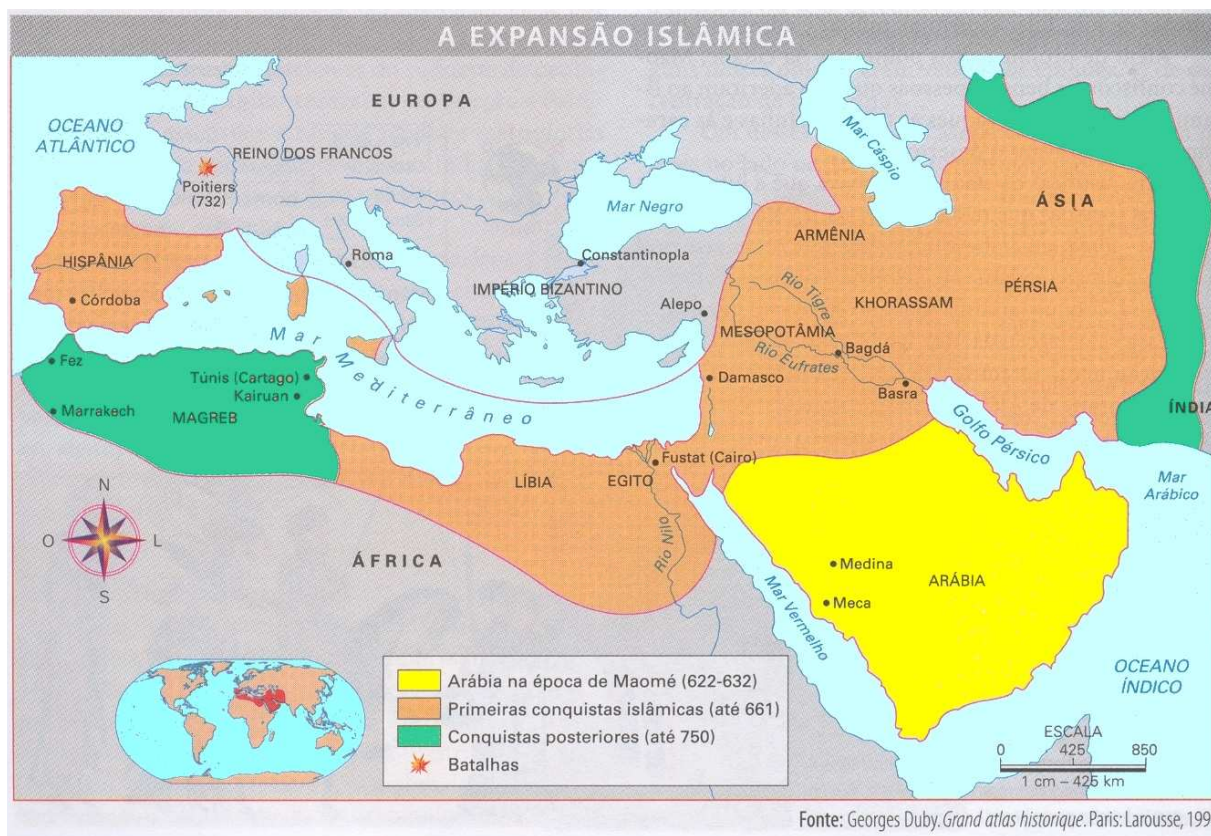 A EXPANSÃO ISLÂMICA
EUROPA
OCEANO
ATLÂNTICO
REINO DOS FRANCOS
Poitiers
(732)
Mar Cáspio
ÁSIA
Mar Negro
ARMÊNIA
HISPÂNIA
Córdoba
Roma
Constantinopla
IMPÉRIO BIZANTINO
Alepo
Rio Tigre
KHORASSAM
PÉRSIA
MESOPOTÂMIA
Bagdá
Rio Eufrates
Basra
Damasco
Mar Mediterrâneo
Fez
Túnis (Cartago)
Kairuan
Marrakech
MAGREB
ÍNDIA
Golfo Pérsico
Fustat (Cairo)
LÍBIA
EGITO
Rio Nilo
Mar
Arábico
N
O
L
S
ÁFRICA
Medina
ARÁBIA
Meca
Mar Vermelho
OCEANO
ÍNDICO
Arábia na época de Maomé (622-632)
Primeiras conquistas islâmicas (até 661)
Conquistas posteriores (até 750)
Batalhas
ESCALA
0 425 850
1 cm – 425 km
Fonte: Georges Duby. Grand atlas historique. Paris: Larousse, 199